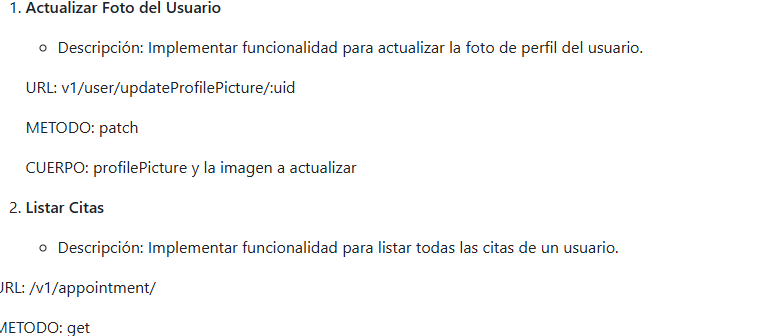 1. Actualizar Foto del Usuario
○ Descripción: Implementar funcionalidad para actualizar la foto de perfil del usuario.
URL: v1/user/updateProfilePicture/:uid
METODO: patch
CUERPO: profilePicture y la imagen a actualizar
2. Listar Citas
○ Descripción: Implementar funcionalidad para listar todas las citas de un usuario.
URL: /v1/appointment/
METODO: get